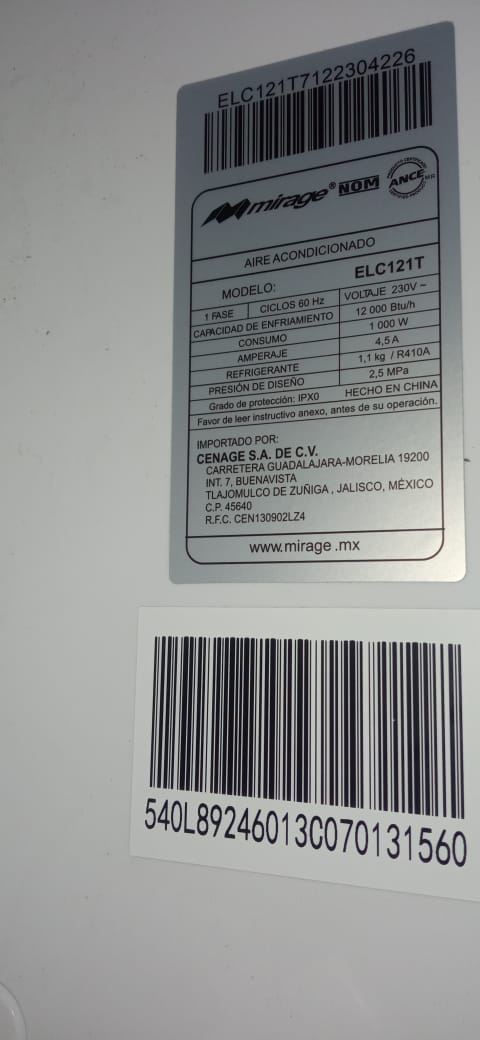 ELC121T7122304226
mirage® NOM ANCE MR
AIRE ACONDICIONADO
MODELO: ELC121T
1 FASE CICLOS 60 Hz VOLTAJE 230V ~
CAPACIDAD DE ENFRIAMIENTO 12 000 Btu/h
CONSUMO 1 000 W
AMPERAJE 4,5 A
REFRIGERANTE 1,1 kg / R410A
PRESIÓN DE DISEÑO 2,5 MPa
Grado de protección: IPX0 HECHO EN CHINA
Favor de leer instructivo anexo, antes de su operación.
IMPORTADO POR:
CENAGE S.A. DE C.V.
CARRETERA GUADALAJARA-MORELIA 19200
INT. 7, BUENAVISTA
TLAJOMULCO DE ZUÑIGA , JALISCO, MÉXICO
C.P. 45640
R.F.C. CEN130902LZ4
www.mirage .mx
540L89246013C070131560